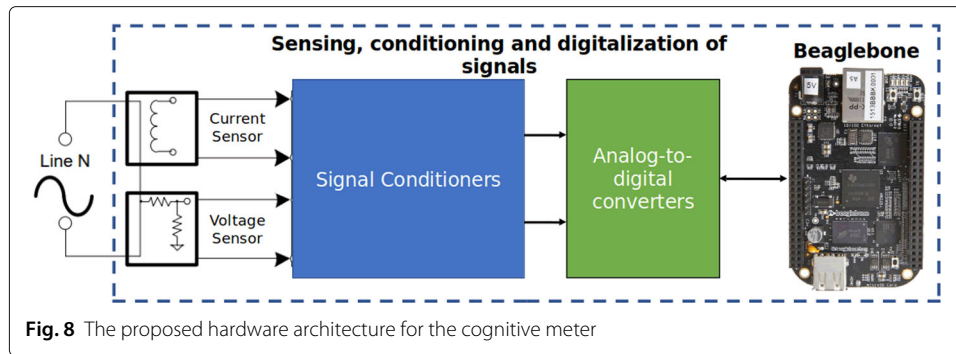 Sensing, conditioning and digitalization of
signals
Beaglebone
Line N
Current
Sensor
Voltage
Sensor
Signal Conditioners
Analog-to-
digital
converters
5V
Fig. 8 The proposed hardware architecture for the cognitive meter